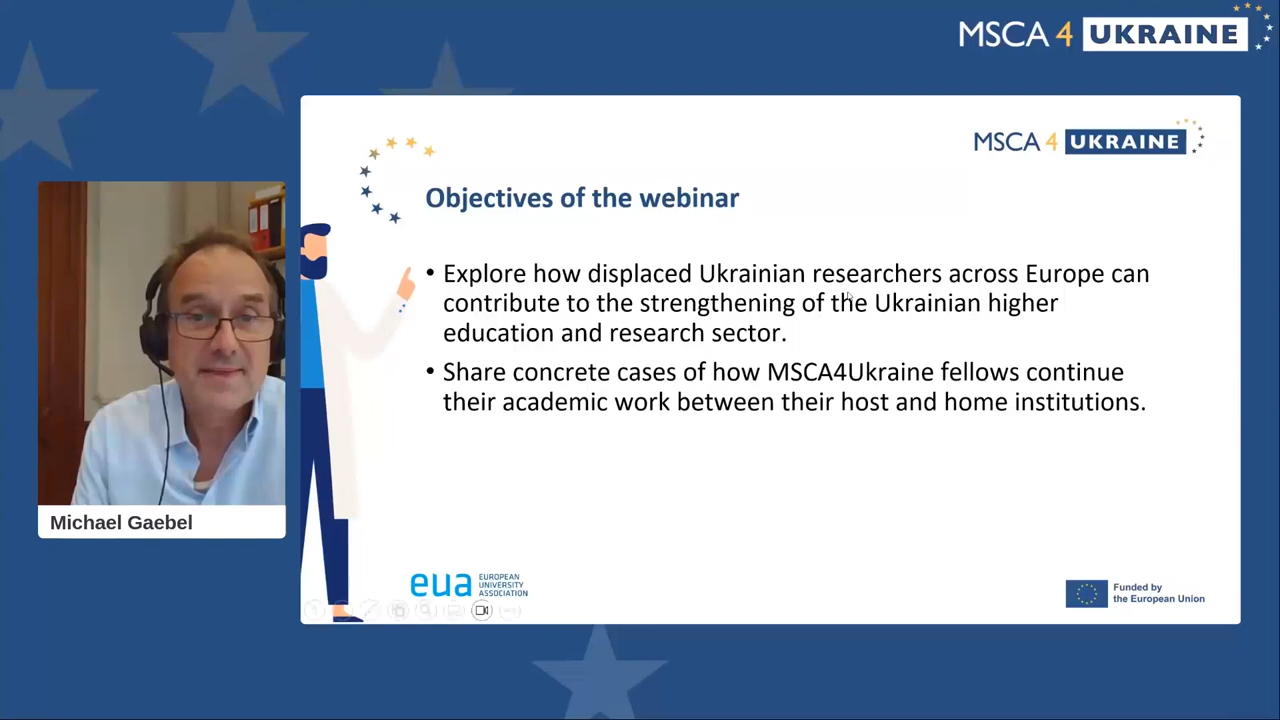 MSCA 4 UKRAINE
MSCA 4 UKRAINE
Objectives of the webinar
• Explore how displaced Ukrainian researchers across Europe can
contribute to the strengthening of the Ukrainian higher
education and research sector.
• Share concrete cases of how MSCA4Ukraine fellows continue
their academic work between their host and home institutions.
Michael Gaebel
eua EUROPEAN
UNIVERSITY
ASSOCIATION
Funded by
the European Union